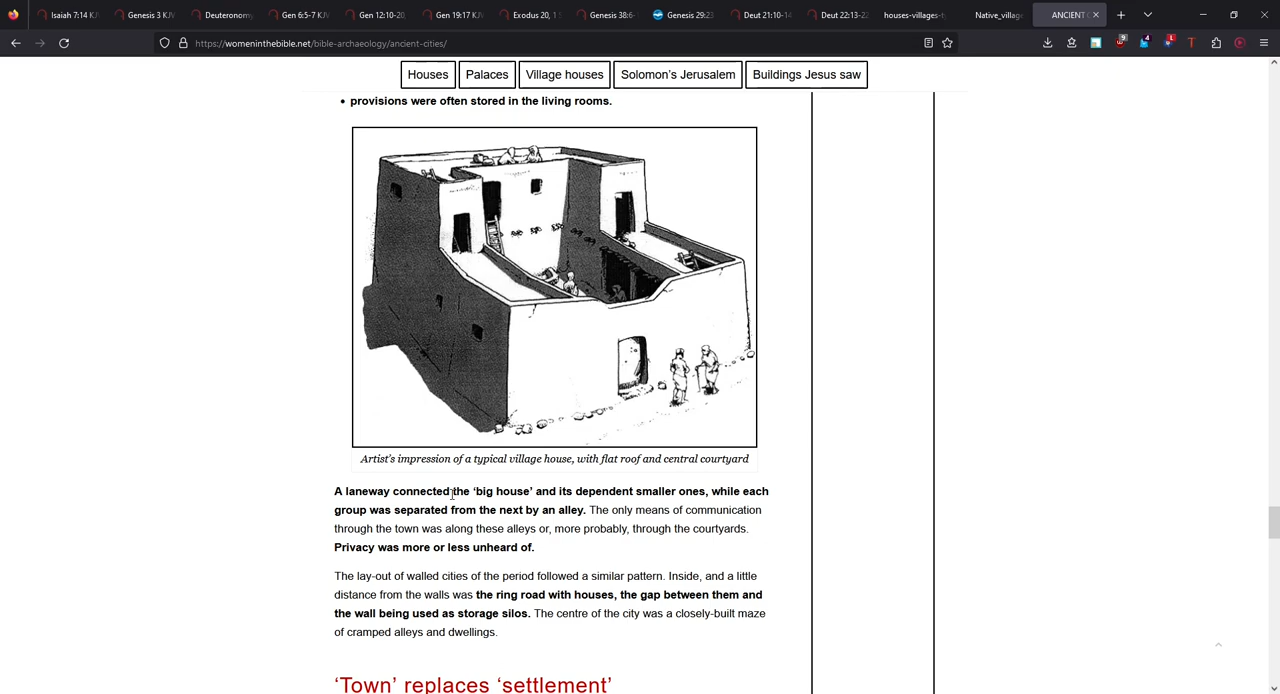 Isaiah 7:14 KJV
Genesis 3 KJV
Deuteronomy
Gen 6:5-7 KJV
Gen 12:10-20,
Gen 19:17 KJV
Exodus 20, 1
Genesis 38:6-
Genesis 29:23
Deut 21:10-14
Deut 22:13-22
houses-villages-
Native_village
ANCIENT
https://womeninthebible.net/bible-archaeology/ancient-cities/
Houses
Palaces
Village houses
Solomon's Jerusalem
Buildings Jesus saw
• provisions were often stored in the living rooms.
Artist's impression of a typical village house, with flat roof and central courtyard
A laneway connected the ‘big house’ and its dependent smaller ones, while each
group was separated from the next by an alley. The only means of communication
through the town was along these alleys or, more probably, through the courtyards.
Privacy was more or less unheard of.
The lay-out of walled cities of the period followed a similar pattern. Inside, and a little
distance from the walls was the ring road with houses, the gap between them and
the wall being used as storage silos. The centre of the city was a closely-built maze
of cramped alleys and dwellings.
‘Town’ replaces ‘settlement’